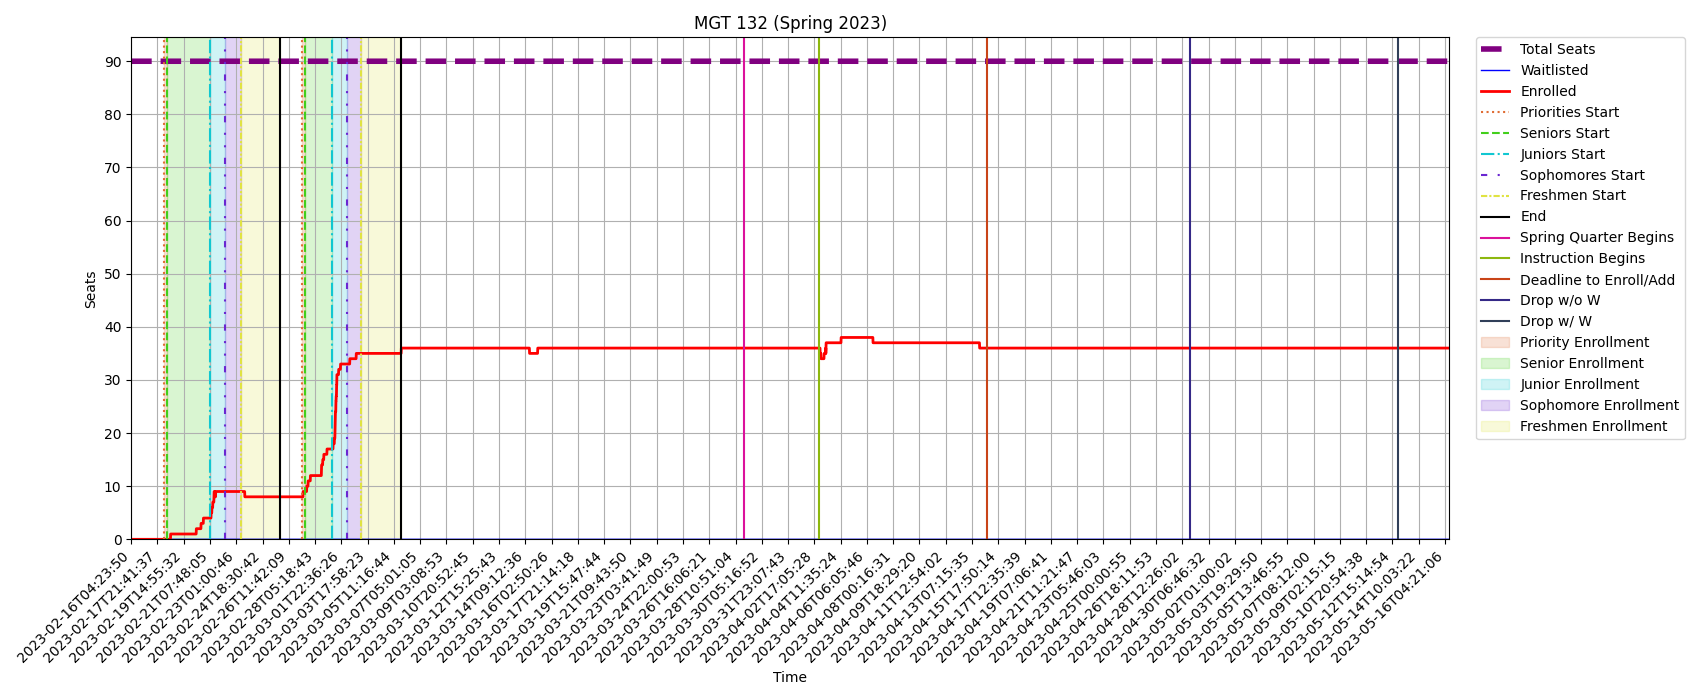 MGT 132 (Spring 2023)
Seats
90
80
70
60
50
40
30
20
10
0
2023-02-16T04:23:50
2023-02-17T21:41:37
2023-02-19T14:55:32
2023-02-21T07:48:05
2023-02-23T01:00:46
2023-02-24T18:30:42
2023-02-26T11:42:09
2023-02-28T05:18:43
2023-03-01T22:36:26
2023-03-03T17:58:23
2023-03-05T11:16:44
2023-03-07T05:01:05
2023-03-09T03:08:53
2023-03-10T20:52:45
2023-03-12T15:25:43
2023-03-14T09:12:36
2023-03-16T02:50:26
2023-03-17T21:14:18
2023-03-19T15:47:44
2023-03-21T09:43:50
2023-03-23T03:41:49
2023-03-24T22:00:53
2023-03-26T16:06:21
2023-03-28T10:51:04
2023-03-30T05:16:52
2023-03-31T23:07:43
2023-04-02T17:05:28
2023-04-04T11:35:24
2023-04-06T06:05:46
2023-04-08T00:16:31
2023-04-09T18:29:20
2023-04-11T12:54:02
2023-04-13T07:15:35
2023-04-15T17:50:14
2023-04-17T12:35:39
2023-04-19T07:06:41
2023-04-21T11:21:47
2023-04-23T05:46:03
2023-04-25T00:00:55
2023-04-26T18:11:53
2023-04-28T12:26:02
2023-04-30T06:46:32
2023-05-02T01:00:02
2023-05-03T19:29:50
2023-05-05T13:46:55
2023-05-07T08:12:00
2023-05-09T02:15:15
2023-05-10T20:54:38
2023-05-12T15:14:54
2023-05-14T10:03:22
2023-05-16T04:21:06
Time
Total Seats
Waitlisted
Enrolled
Priorities Start
Seniors Start
Juniors Start
Sophomores Start
Freshmen Start
End
Spring Quarter Begins
Instruction Begins
Deadline to Enroll/Add
Drop w/o W
Drop w/ W
Priority Enrollment
Senior Enrollment
Junior Enrollment
Sophomore Enrollment
Freshmen Enrollment